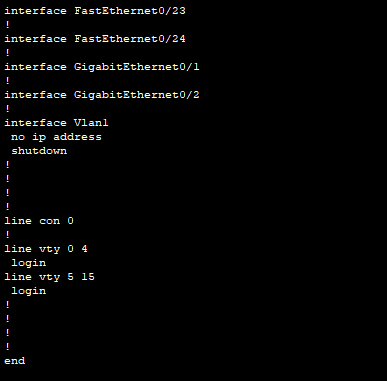 interface FastEthernet0/23
!
interface FastEthernet0/24
!
interface GigabitEthernet0/1
!
interface GigabitEthernet0/2
!
interface Vlan1
 no ip address
 shutdown
!
!
!
!
line con 0
!
line vty 0 4
 login
line vty 5 15
 login
!
!
!
!
end